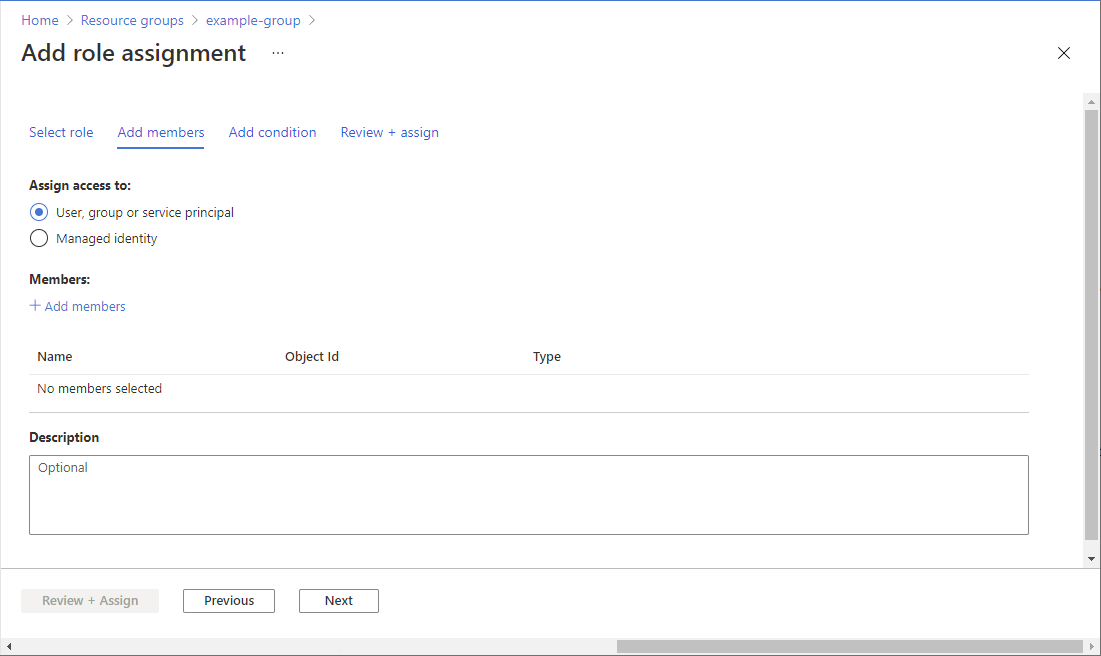 Home > Resource groups > example-group >
Add role assignment ...
Select role Add members Add condition Review + assign
Assign access to:
User, group or service principal
Managed identity
Members:
+ Add members
Name Object Id Type
No members selected
Description
Optional
Review + Assign Previous Next